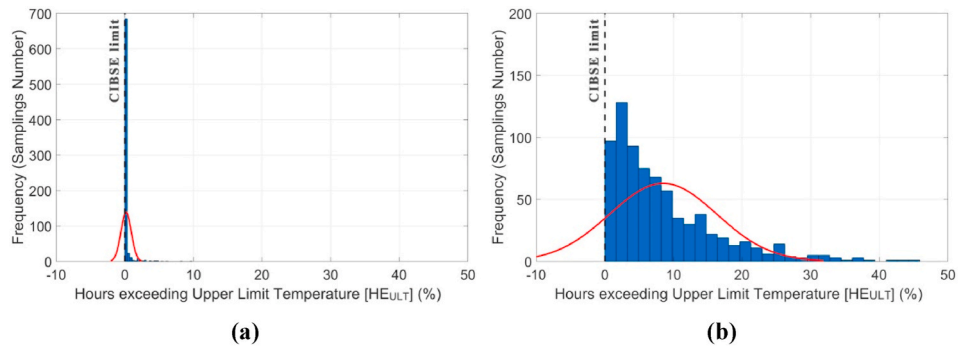 700
600
500
400
300
200
100
0
Frequency (Samplings Number)
CIBSE limit
-10 0 10 20 30 40 50
Hours exceeding Upper Limit Temperature [HEULT] (%)
(a)
200
150
100
50
0
Frequency (Samplings Number)
CIBSE limit
-10 0 10 20 30 40 50
Hours exceeding Upper Limit Temperature [HEULT] (%)
(b)